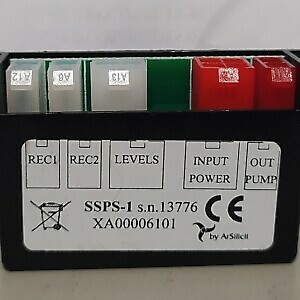 A12 A6 A13
REC1 REC2 LEVELS INPUT POWER OUT PUMP
SSPS-1 s.n.13776
XA00006101
CE
by ArSilicii